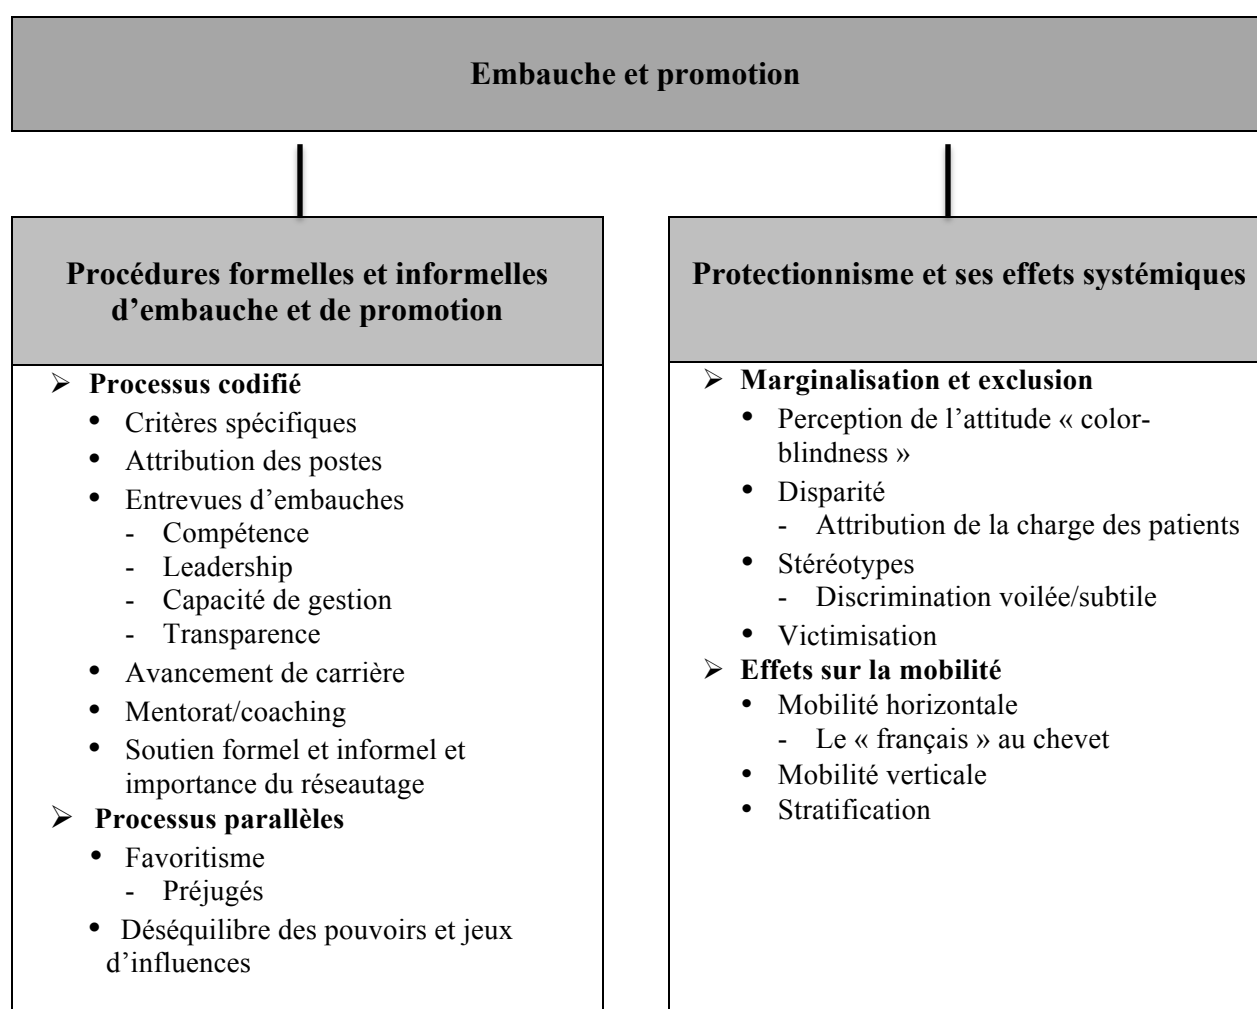 Embauche et promotion
Procédures formelles et informelles
d’embauche et de promotion
➢ Processus codifié
• Critères spécifiques
• Attribution des postes
• Entrevues d’embauches
- Compétence
- Leadership
- Capacité de gestion
- Transparence
• Avancement de carrière
• Mentorat/coaching
• Soutien formel et informel et
importance du réseautage
➢ Processus parallèles
• Favoritisme
- Préjugés
• Déséquilibre des pouvoirs et jeux
d’influences
Protectionnisme et ses effets systémiques
➢ Marginalisation et exclusion
• Perception de l’attitude « color-
blindness »
• Disparité
- Attribution de la charge des patients
• Stéréotypes
- Discrimination voilée/subtile
• Victimisation
➢ Effets sur la mobilité
• Mobilité horizontale
- Le « français » au chevet
• Mobilité verticale
• Stratification